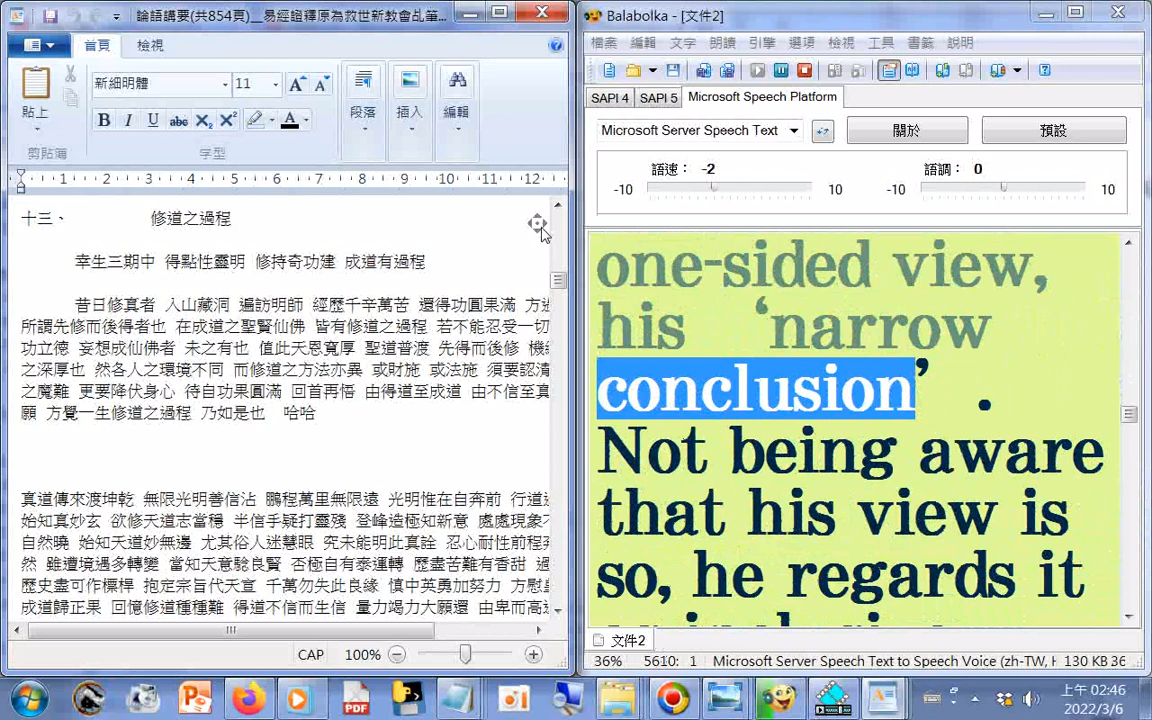 論語講要(共854頁)__易經證釋原為救世新教會乩筆...
Balabolka - [文件2]
首頁 檢視
檔案 編輯 文字 朗讀 引擎 選項 檢視 工具 書籤 說明
貼上
剪貼簿
新細明體 11
B I U abc X2 X2 A
字型
段落 插入 編輯
SAPI 4 SAPI 5 Microsoft Speech Platform
Microsoft Server Speech Text 關於 預設
語速： -2 語調： 0
-10 10 -10 10
1 2 3 4 5 6 7 8 9 10 11 12
十三、 修道之過程
幸生三期中 得點性靈明 修持奇功建 成道有過程
昔日修真者 入山藏洞 遍訪明師 經歷千辛萬苦 還得功圓果滿 方
所謂先修而後得者也 在成道之聖賢仙佛 皆有修道之過程 若不能忍受一切
功立德 妄想成仙佛者 未之有也 值此天恩寬厚 聖道普渡 先得而後修 機
之深厚也 然各人之環境不同 而修道之方法亦異 或財施 或法施 須要認清
之魔難 更要降伏身心 待自功果圓滿 回首再悟 由得道至成道 由不信至真
願 方覺一生修道之過程 乃如是也 哈哈
真道傳來渡坤乾 無限光明善信沾 鵬程萬里無限遠 光明惟在自奔前 行道
始知真妙玄 欲修天道志當穩 半信乎疑打靈殘 登峰造極知新意 處處現象
自然曉 始知天道妙無邊 尤其俗人迷慧眼 究未能明此真詮 忍心耐性前程
然 雖遭境遇多轉變 當知天意驗良賢 否極自有泰運轉 歷盡苦難有香甜 過
歷史盡可作標桿 抱定宗旨代天宣 千萬勿失此良緣 慎中英勇加努力 方慰
成道歸正果 回憶修道種種難 得道不信而生信 量力竭力大願還 由卑而高
CAP 100%
one-sided view,
his ‘narrow
conclusion’ .
Not being aware
that his view is
so, he regards it
文件2
36% 5610: 1 Microsoft Server Speech Text to Speech Voice (zh-TW, H 130 KB 36
上午 02:46
2022/3/6